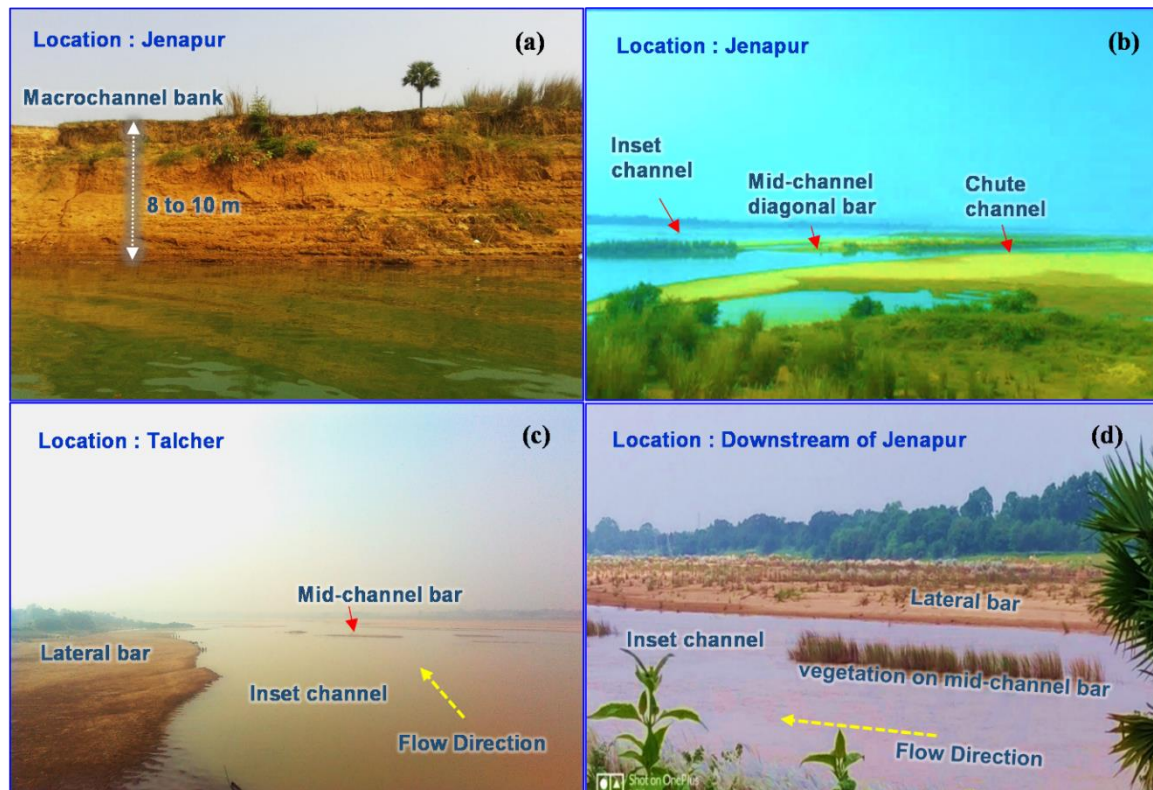 Location : Jenapur
(a)
Macrochannel bank
8 to 10 m
Location : Jenapur
(b)
Inset
channel
Mid-channel
diagonal bar
Chute
channel
Location : Talcher
(c)
Mid-channel bar
Lateral bar
Inset channel
Flow Direction
Location : Downstream of Jenapur
(d)
Lateral bar
Inset channel
vegetation on mid-channel bar
Flow Direction
Shot on OnePlus